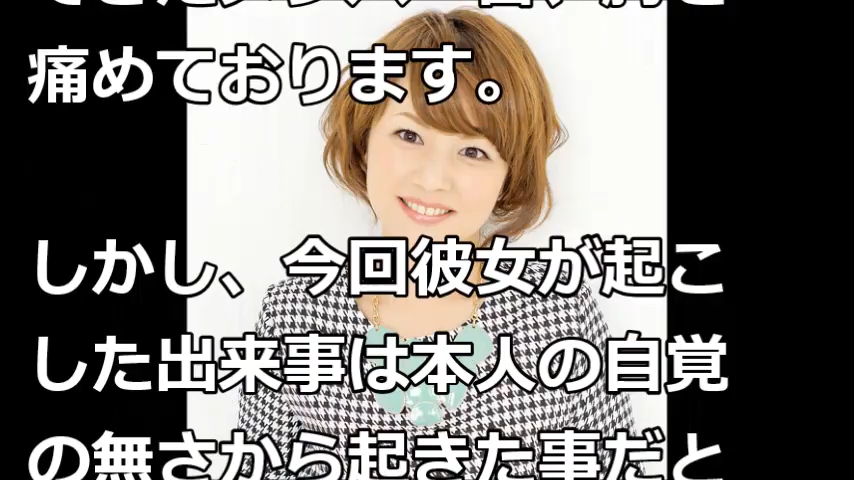 痛めております。
しかし、今回彼女が起こ
した出来事は本人の自覚
の無さから起きた事だと